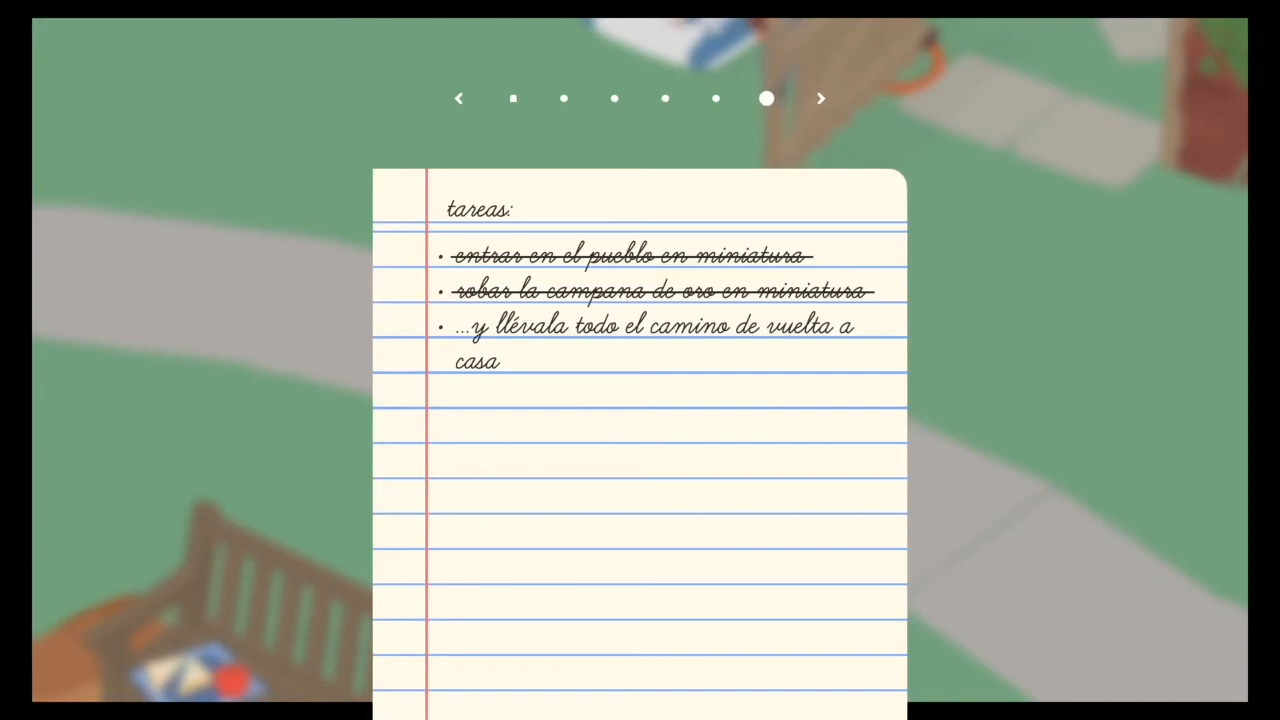 tareas:
• entrar en el pueblo en miniatura
• robar la campana de oro en miniatura
• ...y llévala todo el camino de vuelta a
casa